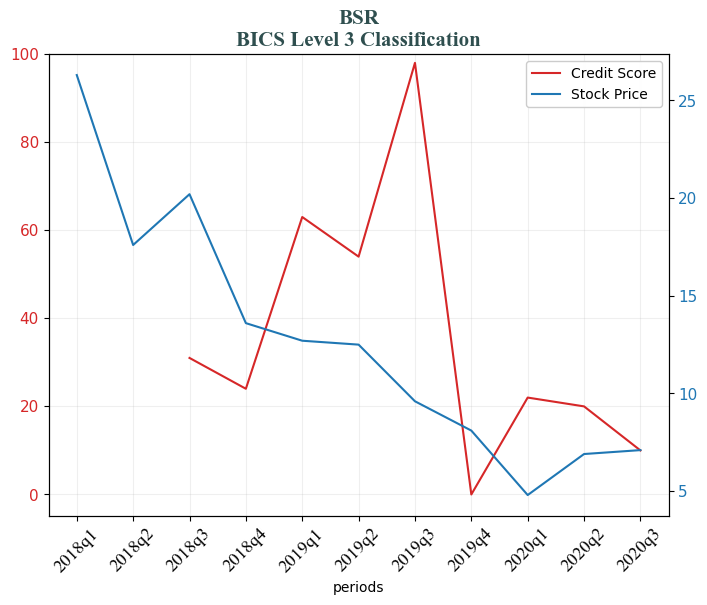 BSR
BICS Level 3 Classification
Credit Score
Stock Price
100
80
60
40
20
0
25
20
15
10
5
2018q1
2018q2
2018q3
2018q4
2019q1
2019q2
2019q3
2019q4
2020q1
2020q2
2020q3
periods